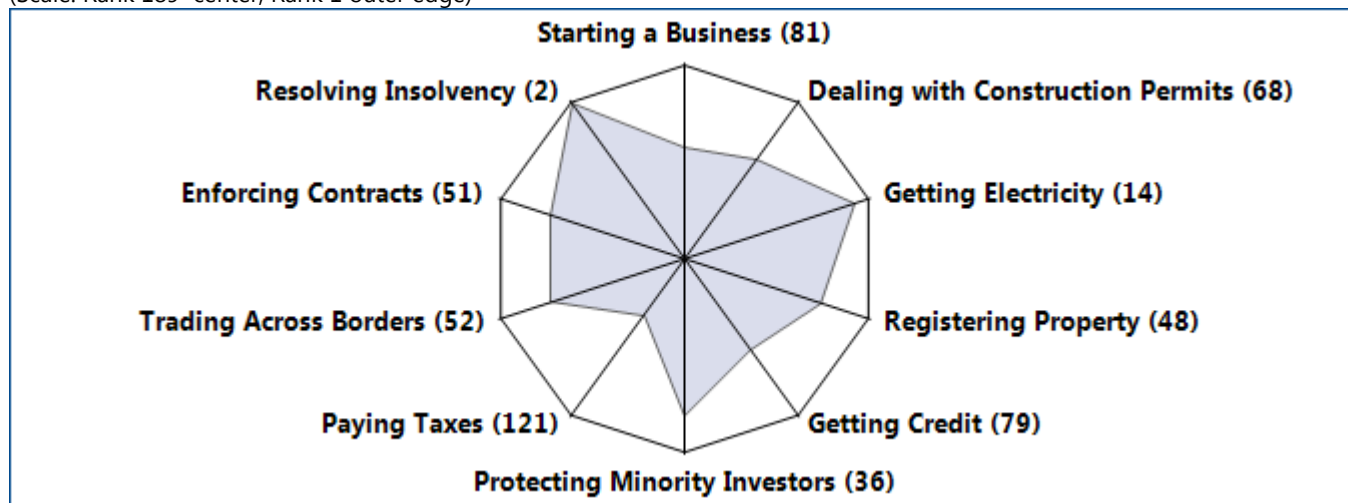 (Scale: Rank 189 center, Rank 1 outer edge)
Starting a Business (81)
Resolving Insolvency (2)
Dealing with Construction Permits (68)
Enforcing Contracts (51)
Getting Electricity (14)
Trading Across Borders (52)
Registering Property (48)
Paying Taxes (121)
Getting Credit (79)
Protecting Minority Investors (36)